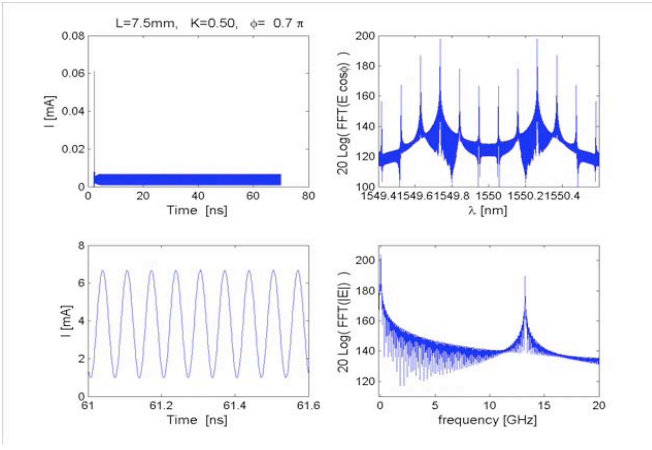 L=7.5mm, K=0.50, ϕ= 0.7 π
0.08
0.06
0.04
0.02
0
I [mA]
0 20 40 60 80
Time [ns]
200
180
160
140
120
100
20 Log( FFT(E cosϕ) )
1549.4 1549.6 1549.8 1550 1550.2 1550.4
λ [nm]
8
6
4
2
0
I [mA]
61 61.2 61.4 61.6
Time [ns]
200
180
160
140
120
20 Log( FFT(|E|) )
0 5 10 15 20
frequency [GHz]